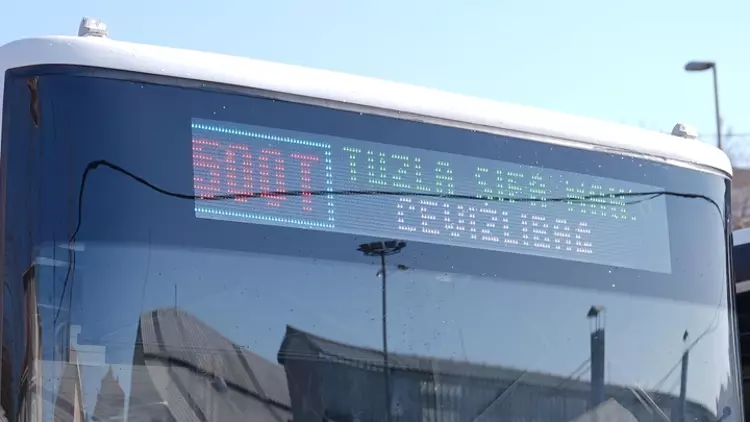 500T
TUZLA ŞİFA MAH.
CEVİZLİBAĞ